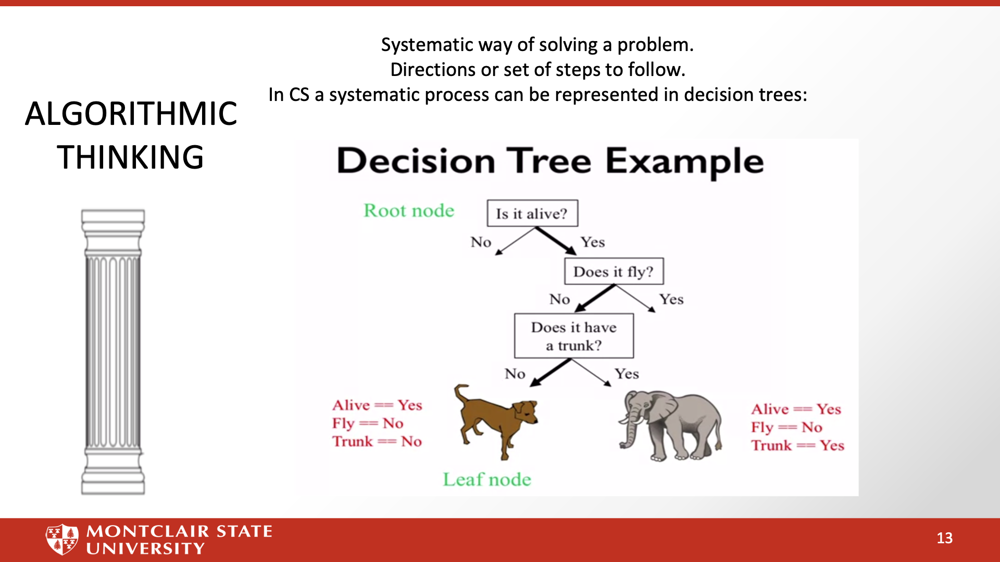 Systematic way of solving a problem.
Directions or set of steps to follow.
In CS a systematic process can be represented in decision trees:
ALGORITHMIC
THINKING
Decision Tree Example
Root node
Is it alive?
No
Yes
Does it fly?
No
Yes
Does it have
a trunk?
No
Yes
Alive == Yes
Fly == No
Trunk == No
Alive == Yes
Fly == No
Trunk == Yes
Leaf node
MONTCLAIR STATE
UNIVERSITY
13